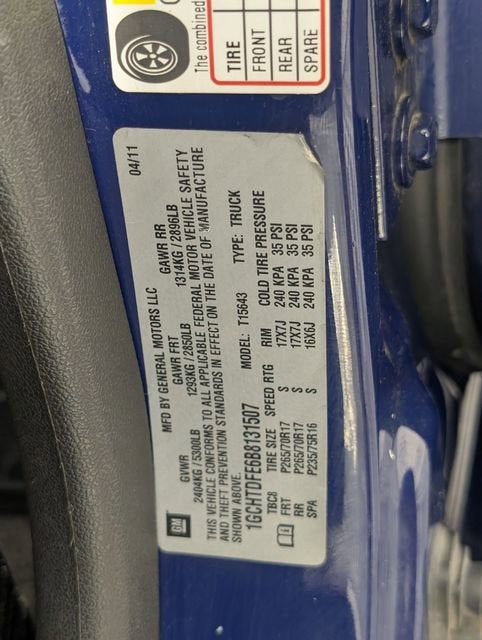 The combined
TIRE
FRONT
REAR
SPARE
04/11
MFD BY GENERAL MOTORS LLC
GVWR GAWR FRT GAWR RR
2404KG / 5300LB 1293KG / 2850LB 1314KG / 2896LB
THIS VEHICLE CONFORMS TO ALL APPLICABLE FEDERAL MOTOR VEHICLE SAFETY
AND THEFT PREVENTION STANDARDS IN EFFECT ON THE DATE OF MANUFACTURE
SHOWN ABOVE.
1GCHTDFE6B8131507 MODEL: T15643 TYPE: TRUCK
TBC8 TIRE SIZE SPEED RTG RIM COLD TIRE PRESSURE
FRT P265/70R17 S 17X7J 240 KPA 35 PSI
RR P265/70R17 S 17X7J 240 KPA 35 PSI
SPA P235/75R16 S 16X6J 240 KPA 35 PSI
GM